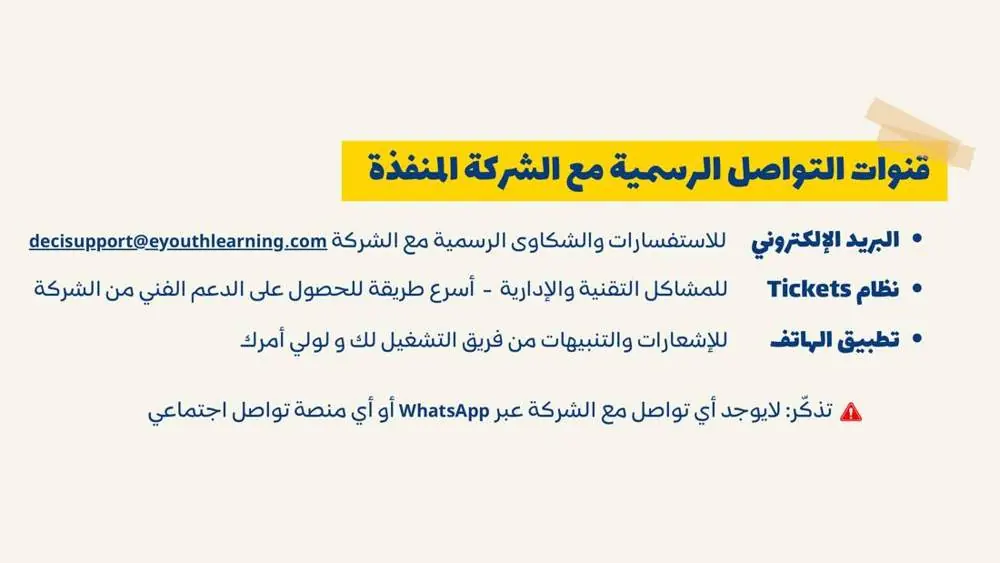 قنوات التواصل الرسمية مع الشركة المنفذة
• البريد الإلكتروني للاستفسارات والشكاوى الرسمية مع الشركة decisupport@eyouthlearning.com
• نظام Tickets للمشاكل التقنية والإدارية - أسرع طريقة للحصول على الدعم الفني من الشركة
• تطبيق الهاتف للإشعارات والتنبيهات من فريق التشغيل لك و لولي أمرك
⚠️ تذكّر: لايوجد أي تواصل مع الشركة عبر WhatsApp أو أي منصة تواصل اجتماعي